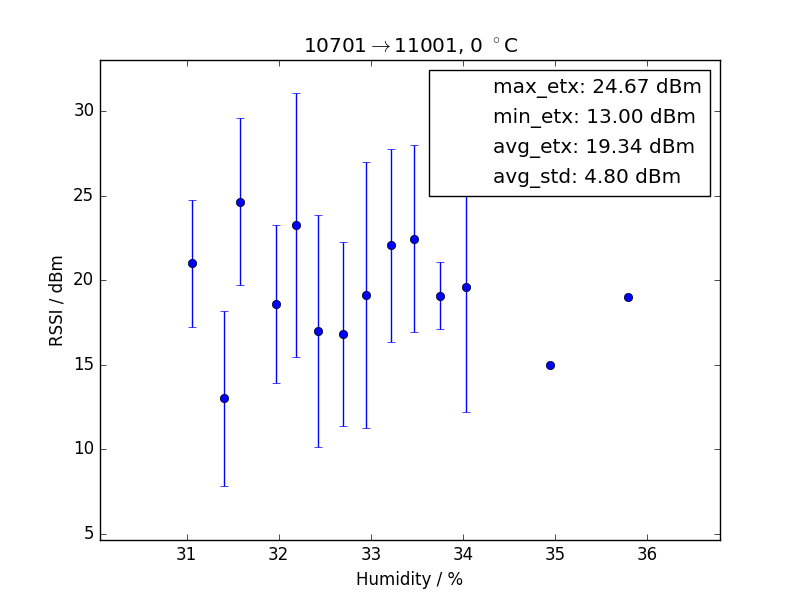 10701→11001, 0 °C
max_etx: 24.67 dBm
min_etx: 13.00 dBm
avg_etx: 19.34 dBm
avg_std: 4.80 dBm
RSSI / dBm
30
25
20
15
10
5
31 32 33 34 35 36
Humidity / %